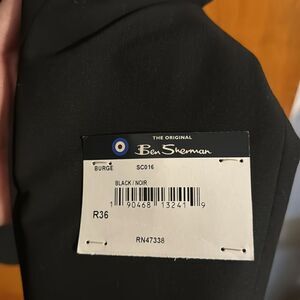 THE ORIGINAL
Ben Sherman
BURGE SC016
BLACK / NOIR
1 90468 13241 9
R36
RN47338